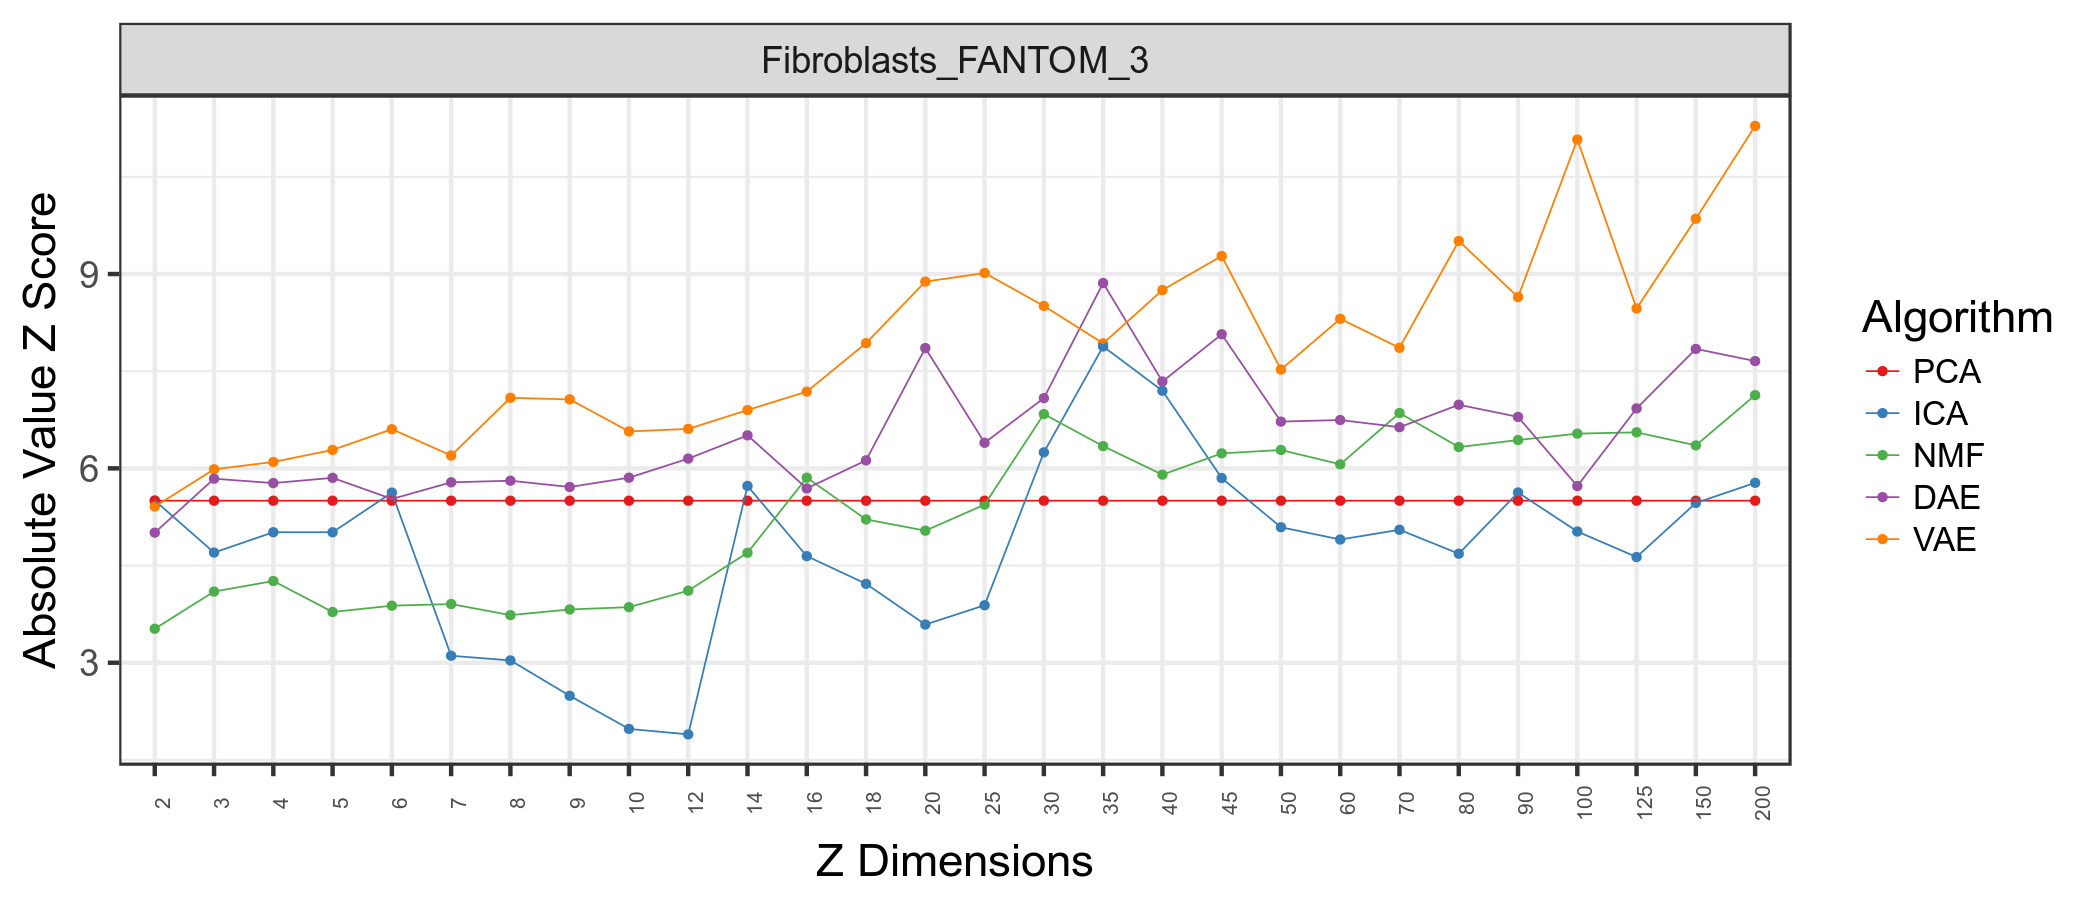 Fibroblasts_FANTOM_3
Absolute Value Z Score
9
6
3
2 3 4 5 6 7 8 9 10 12 14 16 18 20 25 30 35 40 45 50 60 70 80 90 100 125 150 200
Z Dimensions
Algorithm
PCA
ICA
NMF
DAE
VAE